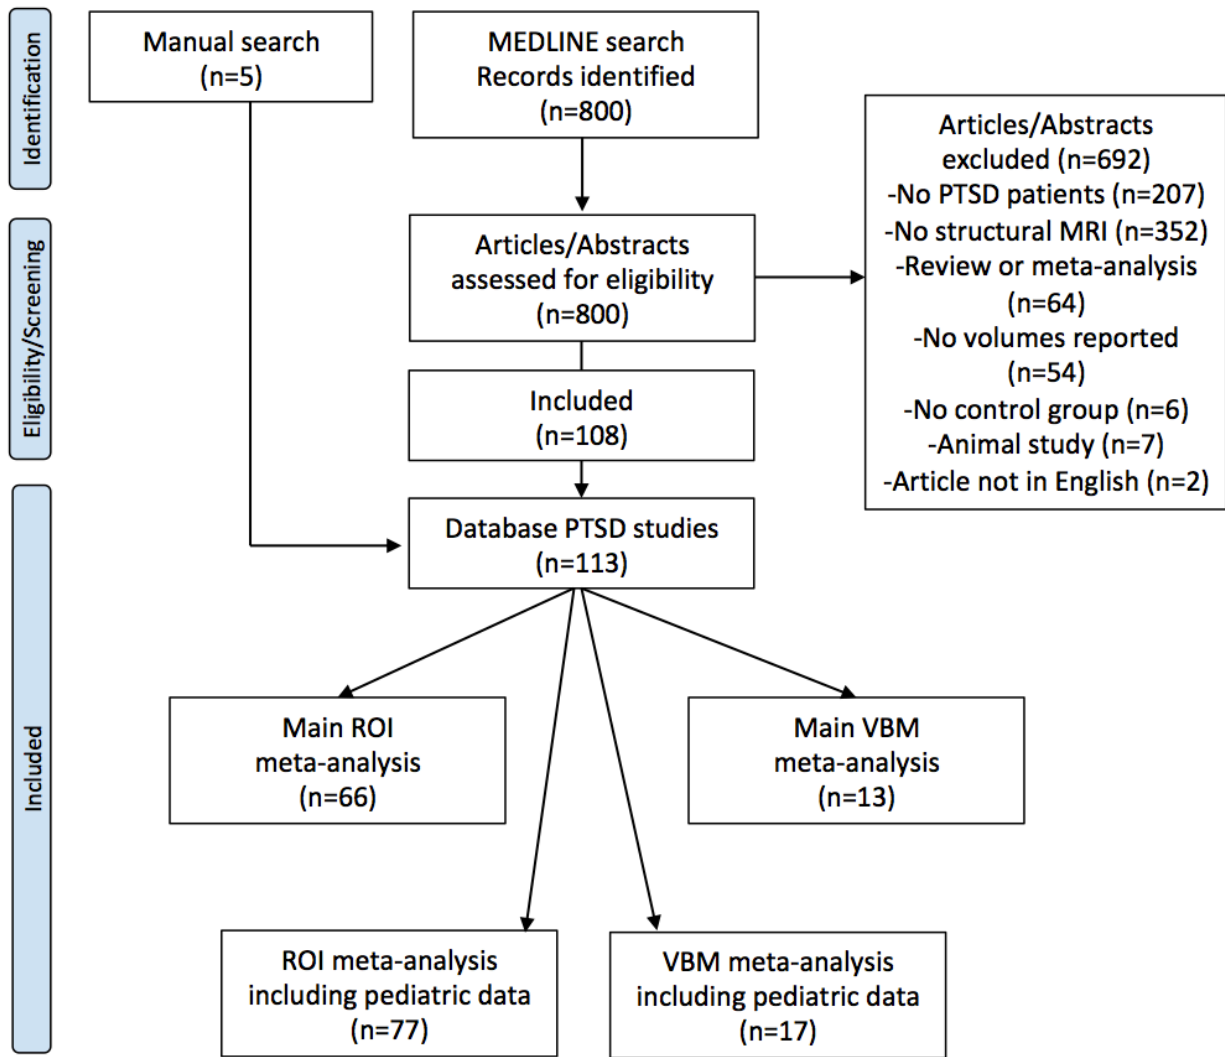 Identification
Manual search
(n=5)
MEDLINE search
Records identified
(n=800)
Articles/Abstracts
excluded (n=692)
-No PTSD patients (n=207)
-No structural MRI (n=352)
-Review or meta-analysis
(n=64)
-No volumes reported
(n=54)
-No control group (n=6)
-Animal study (n=7)
-Article not in English (n=2)
Eligibility/Screening
Articles/Abstracts
assessed for eligibility
(n=800)
Included
(n=108)
Included
Database PTSD studies
(n=113)
Main ROI
meta-analysis
(n=66)
Main VBM
meta-analysis
(n=13)
ROI meta-analysis
including pediatric data
(n=77)
VBM meta-analysis
including pediatric data
(n=17)